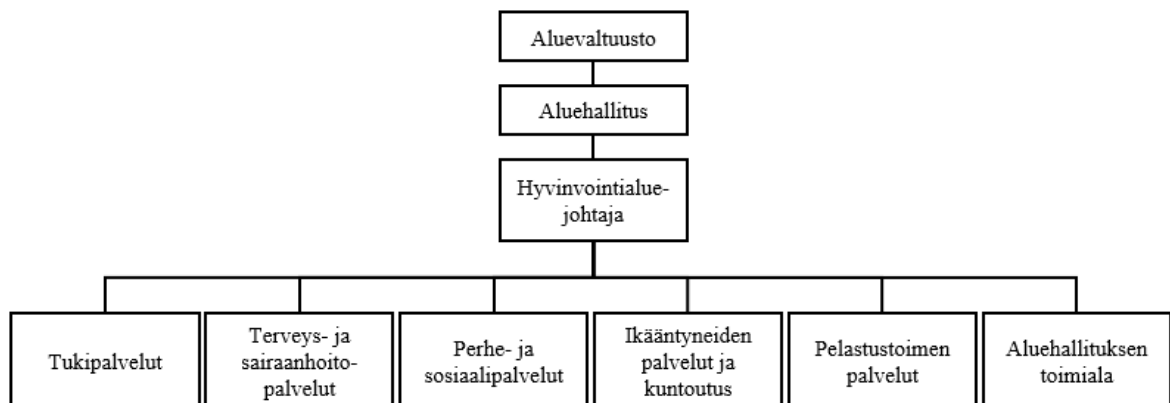 Aluevaltuusto
Aluehallitus
Hyvinvointialue-
johtaja
Tukipalvelut
Terveys- ja
sairaanhoito-
palvelut
Perhe- ja
sosiaalipalvelut
Ikääntyneiden
palvelut ja
kuntoutus
Pelastustoimen
palvelut
Aluehallituksen
toimiala